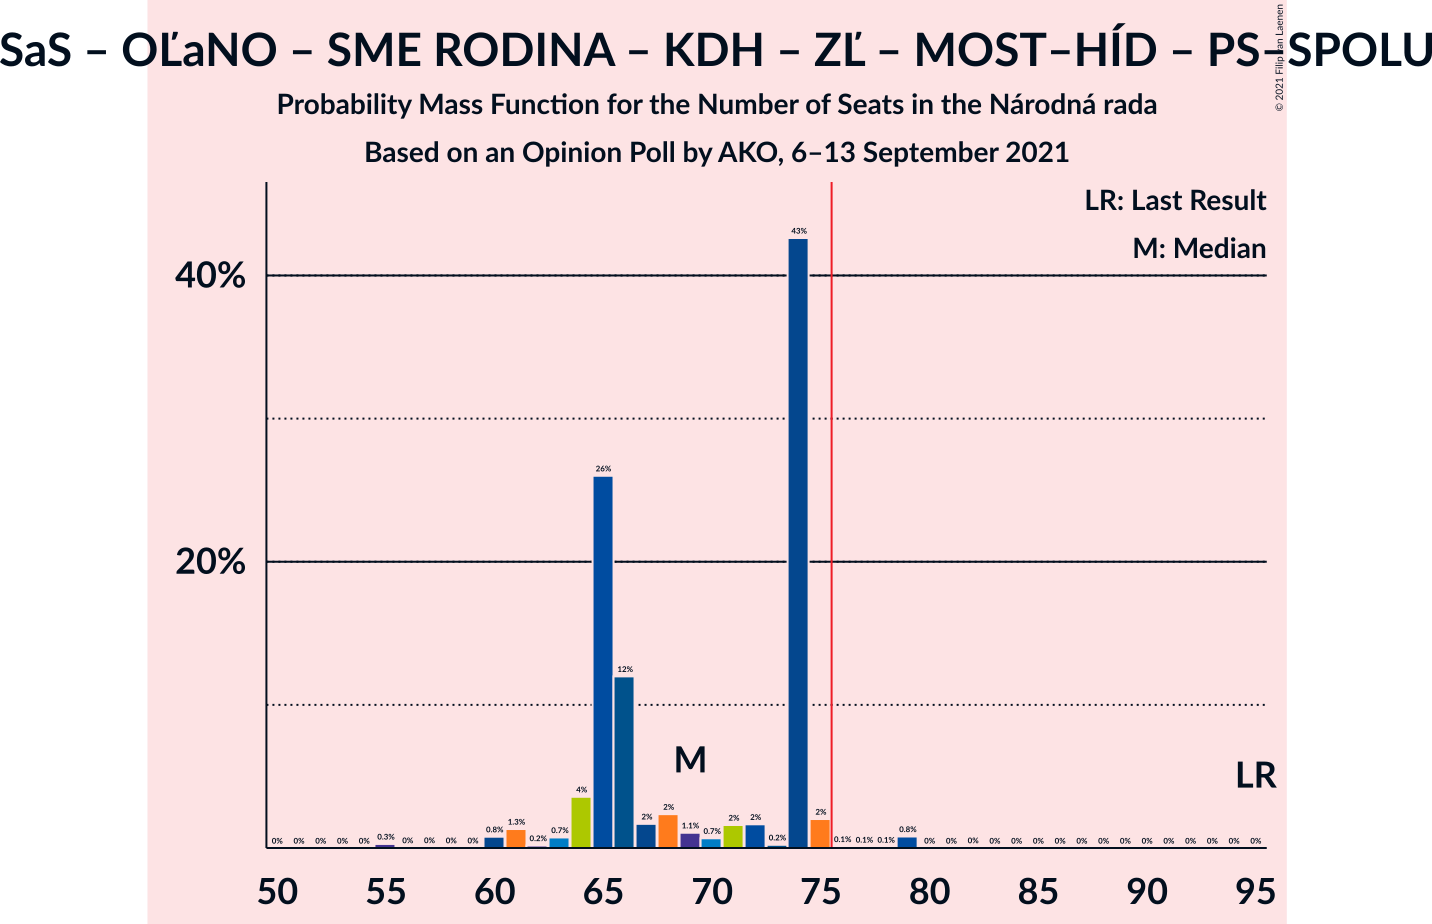 SaS – OĽaNO – SME RODINA – KDH – ZĽ – MOST–HÍD – PS–SPOLU
© 2021 Filip van Laenen
Probability Mass Function for the Number of Seats in the Národná rada
Based on an Opinion Poll by AKO, 6–13 September 2021
LR: Last Result
M: Median
40%
20%
43%
26%
12%
M
LR
0% 0% 0% 0% 0% 0.3% 0% 0% 0% 0% 0.8% 1.3% 0.2% 0.7% 4% 2% 2% 1.1% 0.7% 2% 2% 0.2% 2% 0.1% 0.1% 0.1% 0.8% 0% 0% 0% 0% 0% 0% 0% 0% 0% 0% 0% 0% 0% 0% 0% 0%
50 55 60 65 70 75 80 85 90 95